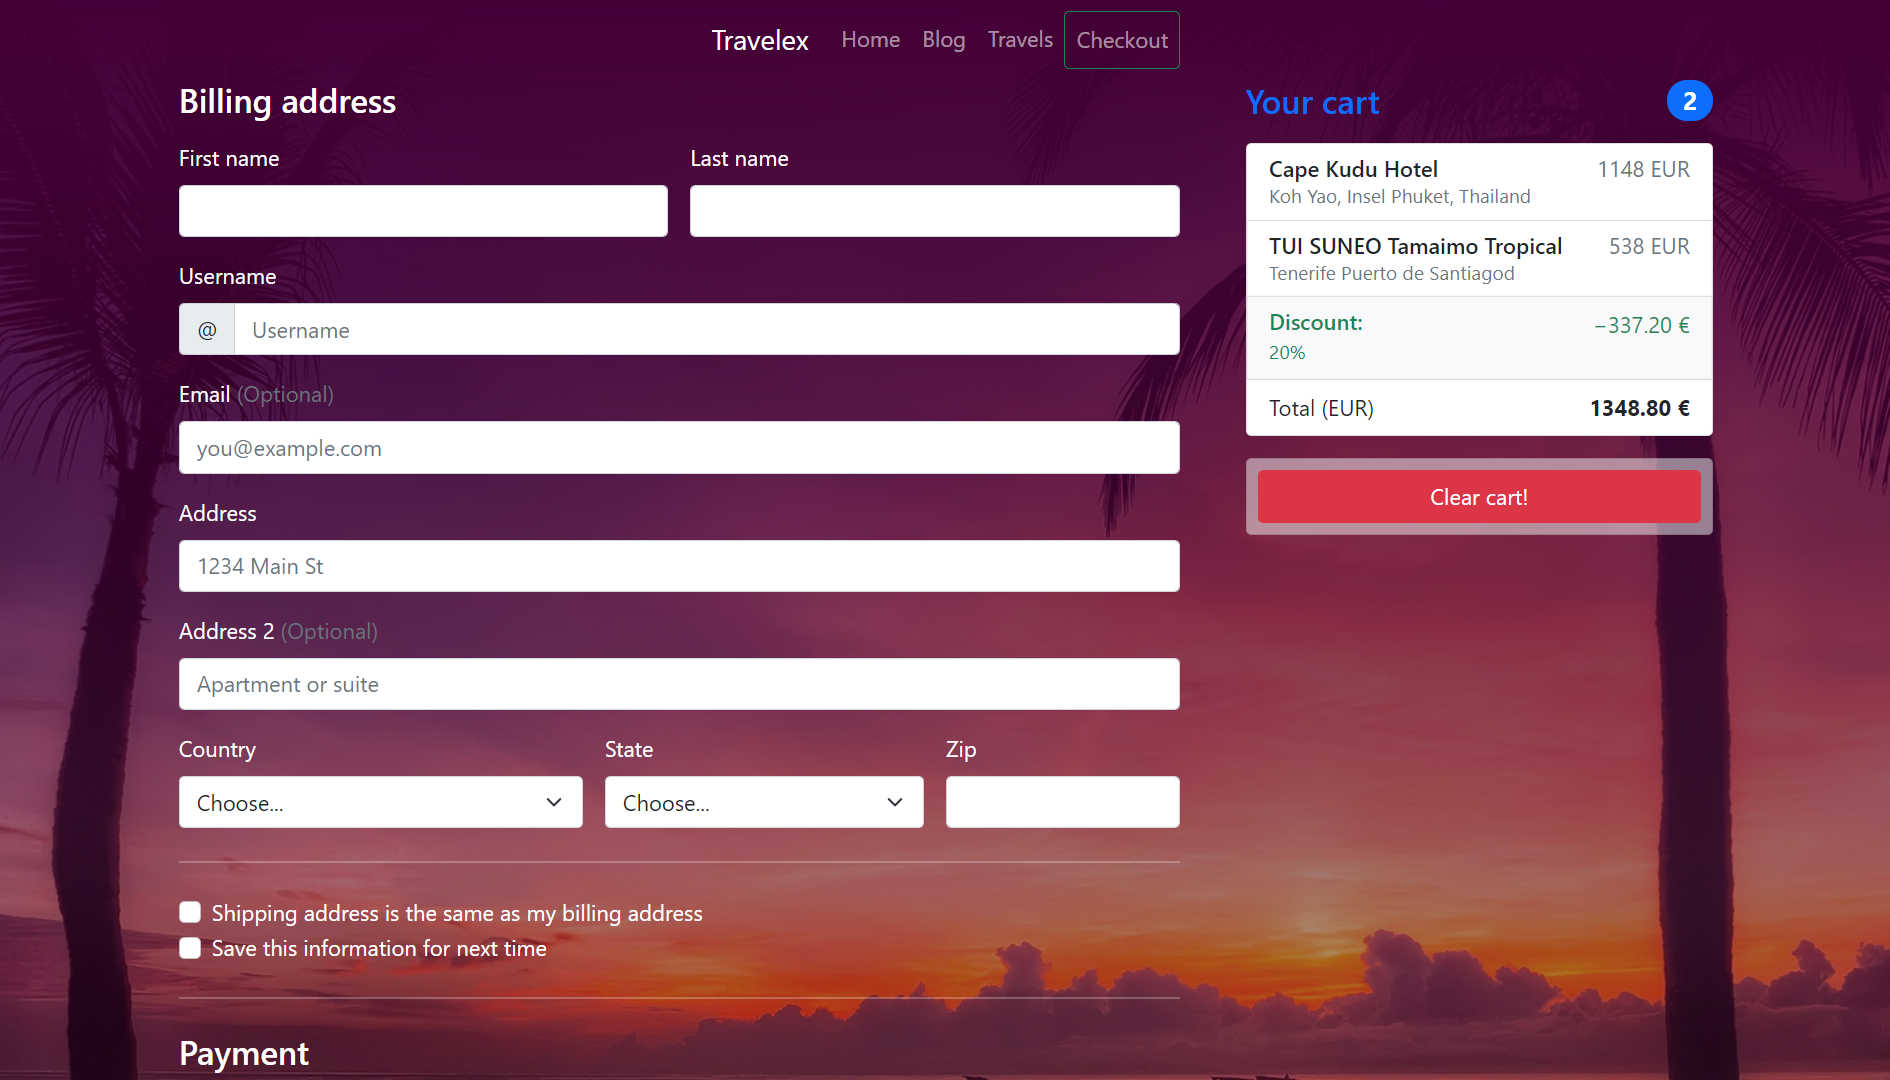 Travelex Home Blog Travels Checkout
Billing address
First name Last name
Username
@ Username
Email (Optional)
you@example.com
Address
1234 Main St
Address 2 (Optional)
Apartment or suite
Country State Zip
Choose... Choose...
Shipping address is the same as my billing address
Save this information for next time
Payment
Your cart 2
Cape Kudu Hotel 1148 EUR
Koh Yao, Insel Phuket, Thailand
TUI SUNEO Tamaimo Tropical 538 EUR
Tenerife Puerto de Santiagod
Discount: −337.20 €
20%
Total (EUR) 1348.80 €
Clear cart!